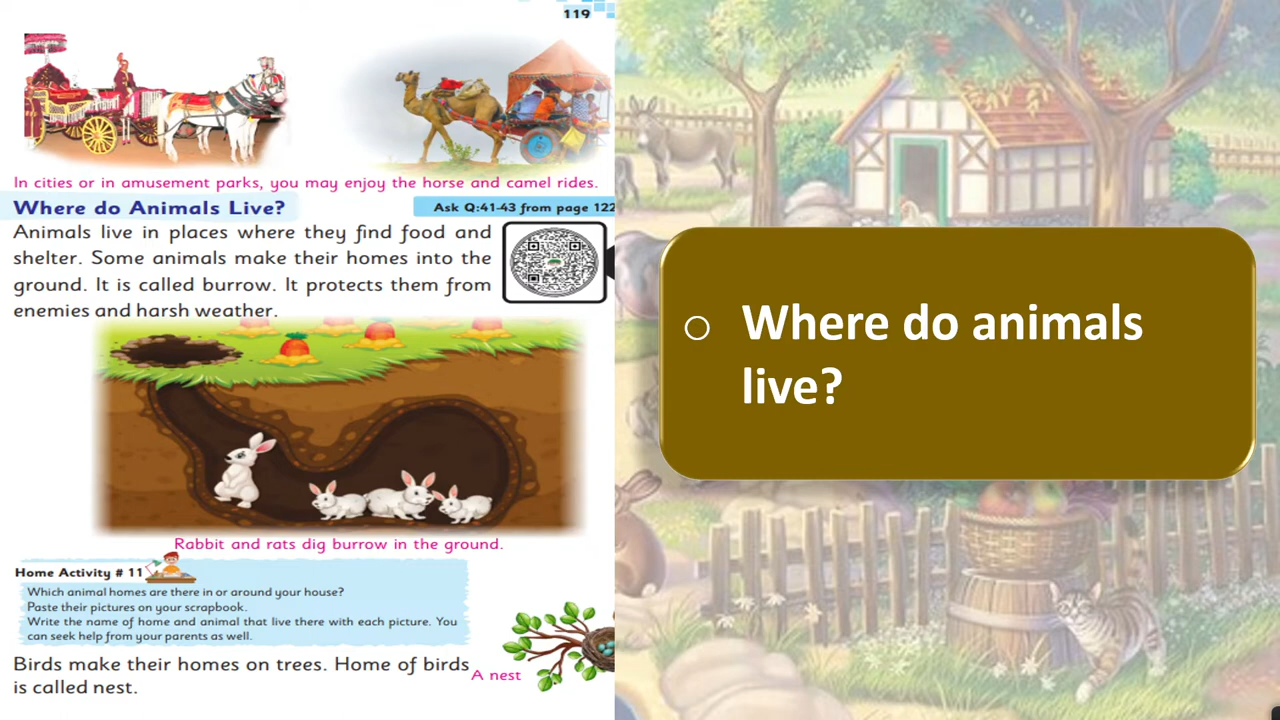 119
In cities or in amusement parks, you may enjoy the horse and camel rides.
Where do Animals Live?
Ask Q:41-43 from page 122
Animals live in places where they find food and
shelter. Some animals make their homes into the
ground. It is called burrow. It protects them from
enemies and harsh weather.
Rabbit and rats dig burrow in the ground.
Home Activity # 11
Which animal homes are there in or around your house?
Paste their pictures on your scrapbook.
Write the name of home and animal that live there with each picture. You
can seek help from your parents as well.
Birds make their homes on trees. Home of birds
is called nest.
A nest
Where do animals
live?